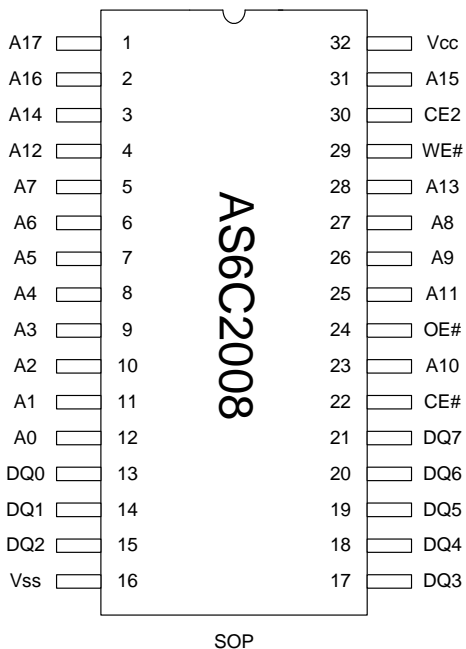 A17 1 32 Vcc
A16 2 31 A15
A14 3 30 CE2
A12 4 29 WE#
A7 5 28 A13
A6 6 27 A8
A5 7 26 A9
A4 8 25 A11
A3 9 24 OE#
A2 10 23 A10
A1 11 22 CE#
A0 12 21 DQ7
DQ0 13 20 DQ6
DQ1 14 19 DQ5
DQ2 15 18 DQ4
Vss 16 17 DQ3
AS6C2008
SOP